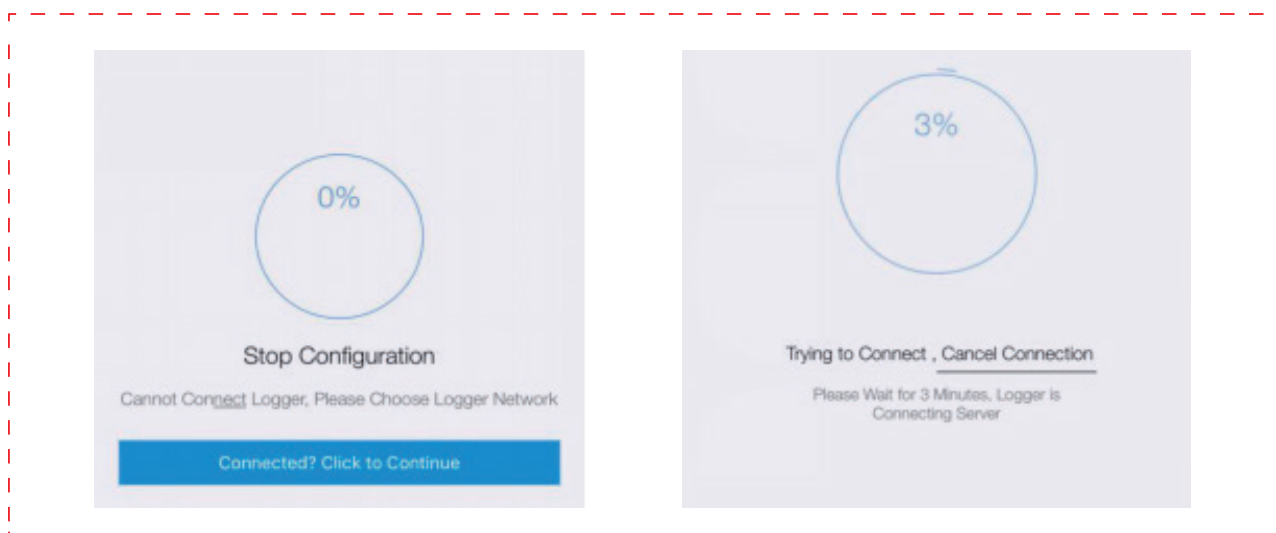 0%
Stop Configuration
Cannot Connect Logger, Please Choose Logger Network
Connected? Click to Continue
3%
Trying to Connect , Cancel Connection
Please Wait for 3 Minutes, Logger is
Connecting Server